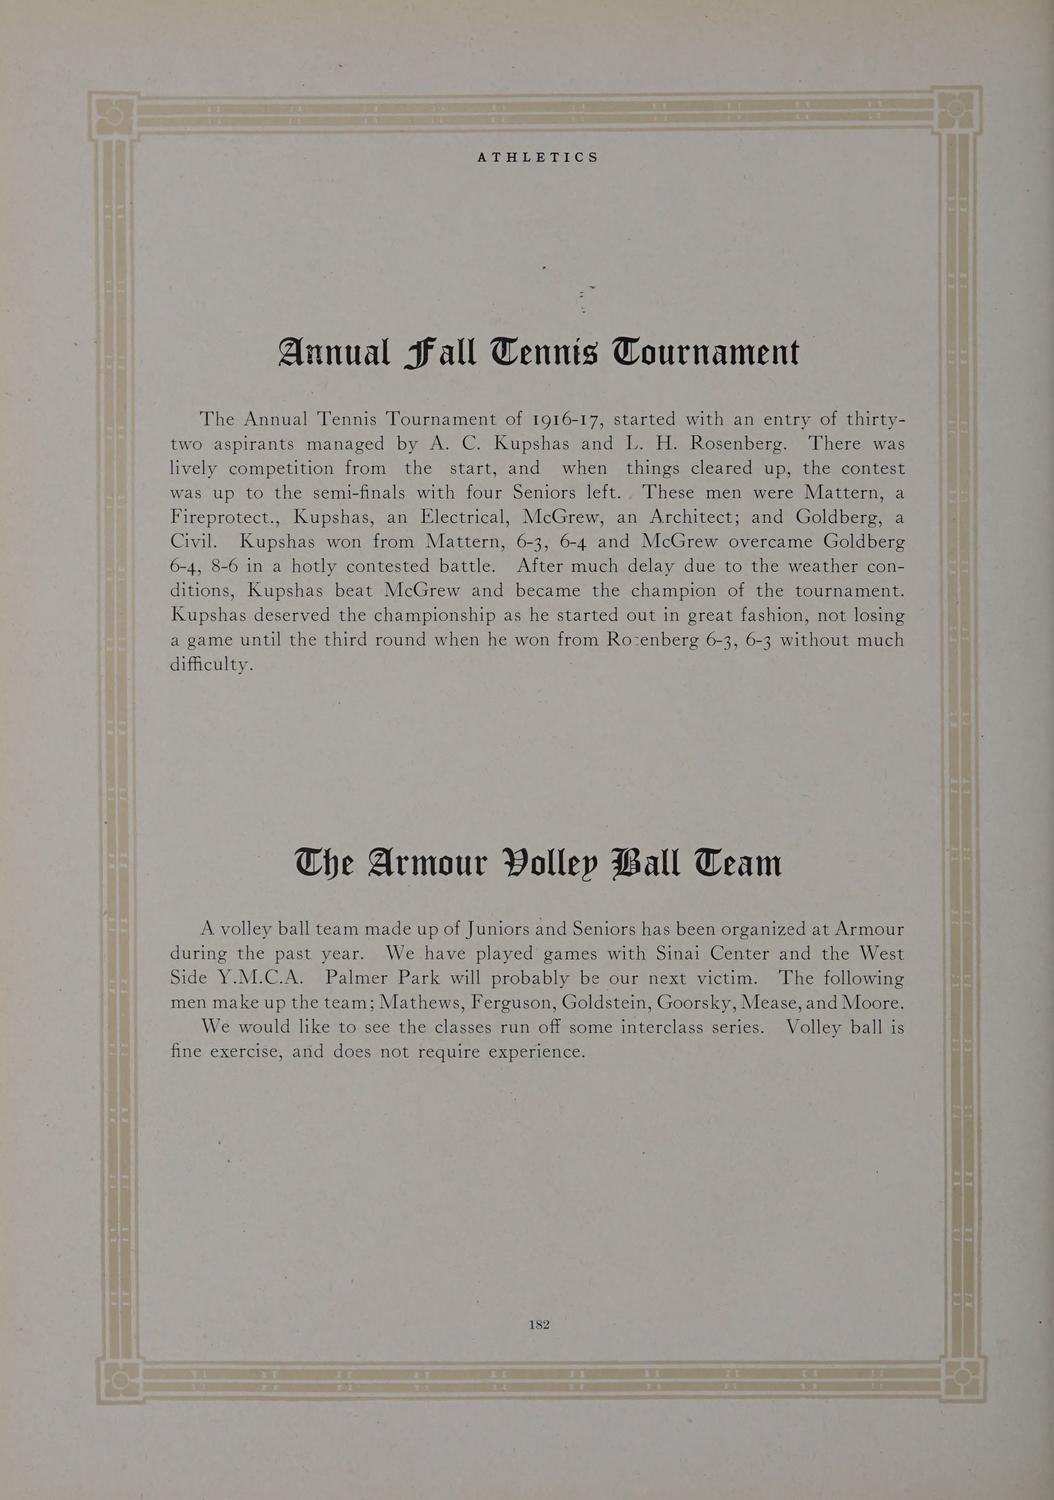 ATHLETICS
Annual Fall Tennis Tournament
The Annual Tennis Tournament of 1916-17, started with an entry of thirty-
two aspirants managed by A. C. Kupshas and L. H. Rosenberg. There was
lively competition from the start, and when things cleared up, the contest
was up to the semi-finals with four Seniors left. These men were Mattern, a
Fireprotect., Kupshas, an Electrical, McGrew, an Architect; and Goldberg, a
Civil. Kupshas won from Mattern, 6-3, 6-4 and McGrew overcame Goldberg
6-4, 8-6 in a hotly contested battle. After much delay due to the weather con-
ditions, Kupshas beat McGrew and became the champion of the tournament.
Kupshas deserved the championship as he started out in great fashion, not losing
a game until the third round when he won from Rosenberg 6-3, 6-3 without much
difficulty.
The Armour Volley Ball Team
A volley ball team made up of Juniors and Seniors has been organized at Armour
during the past year. We have played games with Sinai Center and the West
Side Y.M.C.A. Palmer Park will probably be our next victim. The following
men make up the team; Mathews, Ferguson, Goldstein, Goorsky, Mease, and Moore.
We would like to see the classes run off some interclass series. Volley ball is
fine exercise, and does not require experience.
182